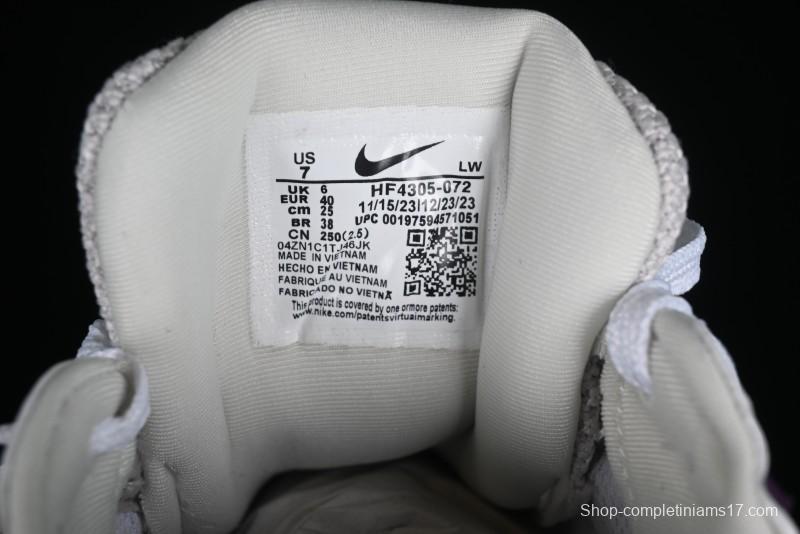 US
7
LW
UK 6
EUR 40
cm 25
BR 38
CN 250(2.5)
HF4305-072
11/15/23|12/23/23
UPC 00197594571051
04ZN1C1TJ46JK
MADE IN VIETNAM
HECHO EN VIETNAM
FABRIQUE AU VIETNAM
FABRICADO NO VIETNA
This product is covered by one ormore patents:
www.nike.com/patentsvirtualmarking.
Shop-completiniams17.com/